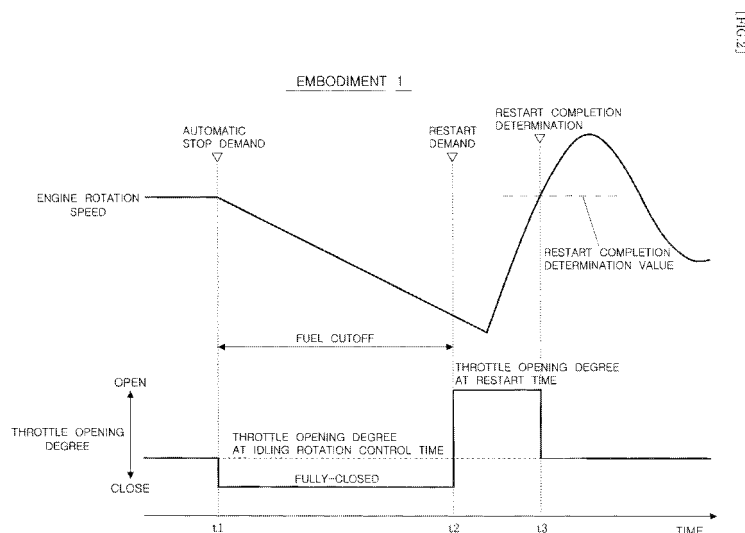 [FIG.2]
EMBODIMENT 1
AUTOMATIC
STOP DEMAND
RESTART
DEMAND
RESTART COMPLETION
DETERMINATION
ENGINE ROTATION
SPEED
RESTART COMPLETION
DETERMINATION VALUE
FUEL CUTOFF
THROTTLE OPENING DEGREE
AT RESTART TIME
OPEN
THROTTLE OPENING
DEGREE
THROTTLE OPENING DEGREE
AT IDLING ROTATION CONTROL TIME
FULLY-CLOSED
CLOSE
t1
t2
t3
TIME